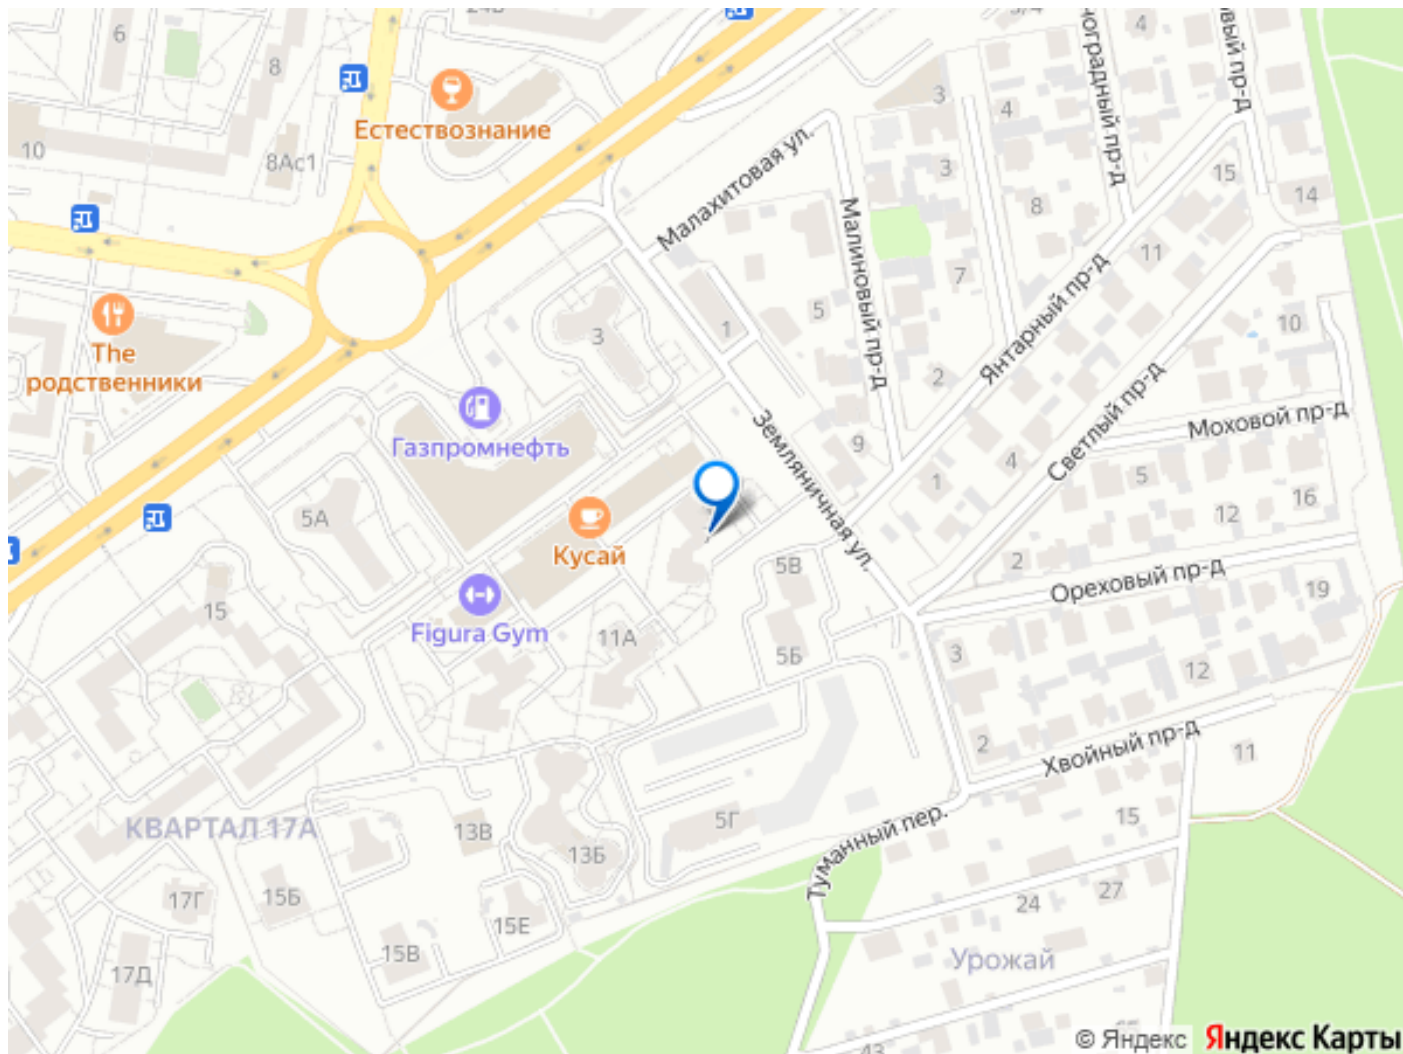 24В
6
4
8
3
Естествознание
4
10
8Ас1
Малахитовая ул.
3
15
14
8
Малиновый пр-д
11
7
5
Янтарный пр-д
The
родственники
3
1
10
2
Газпромнефть
Земляничная ул.
9
Светлый пр-д
Моховой пр-д
4
1
5
16
5А
12
Кусай
5В
2
Ореховый пр-д
19
15
Figura Gym
11А
5Б
3
12
2
Хвойный пр-д
11
КВАРТАЛ 17А
13В
5Г
15
Туманный пер.
13Б
17Г
15Б
27
24
15Е
15В
Урожай
17Д
© Яндекс Яндекс Карты